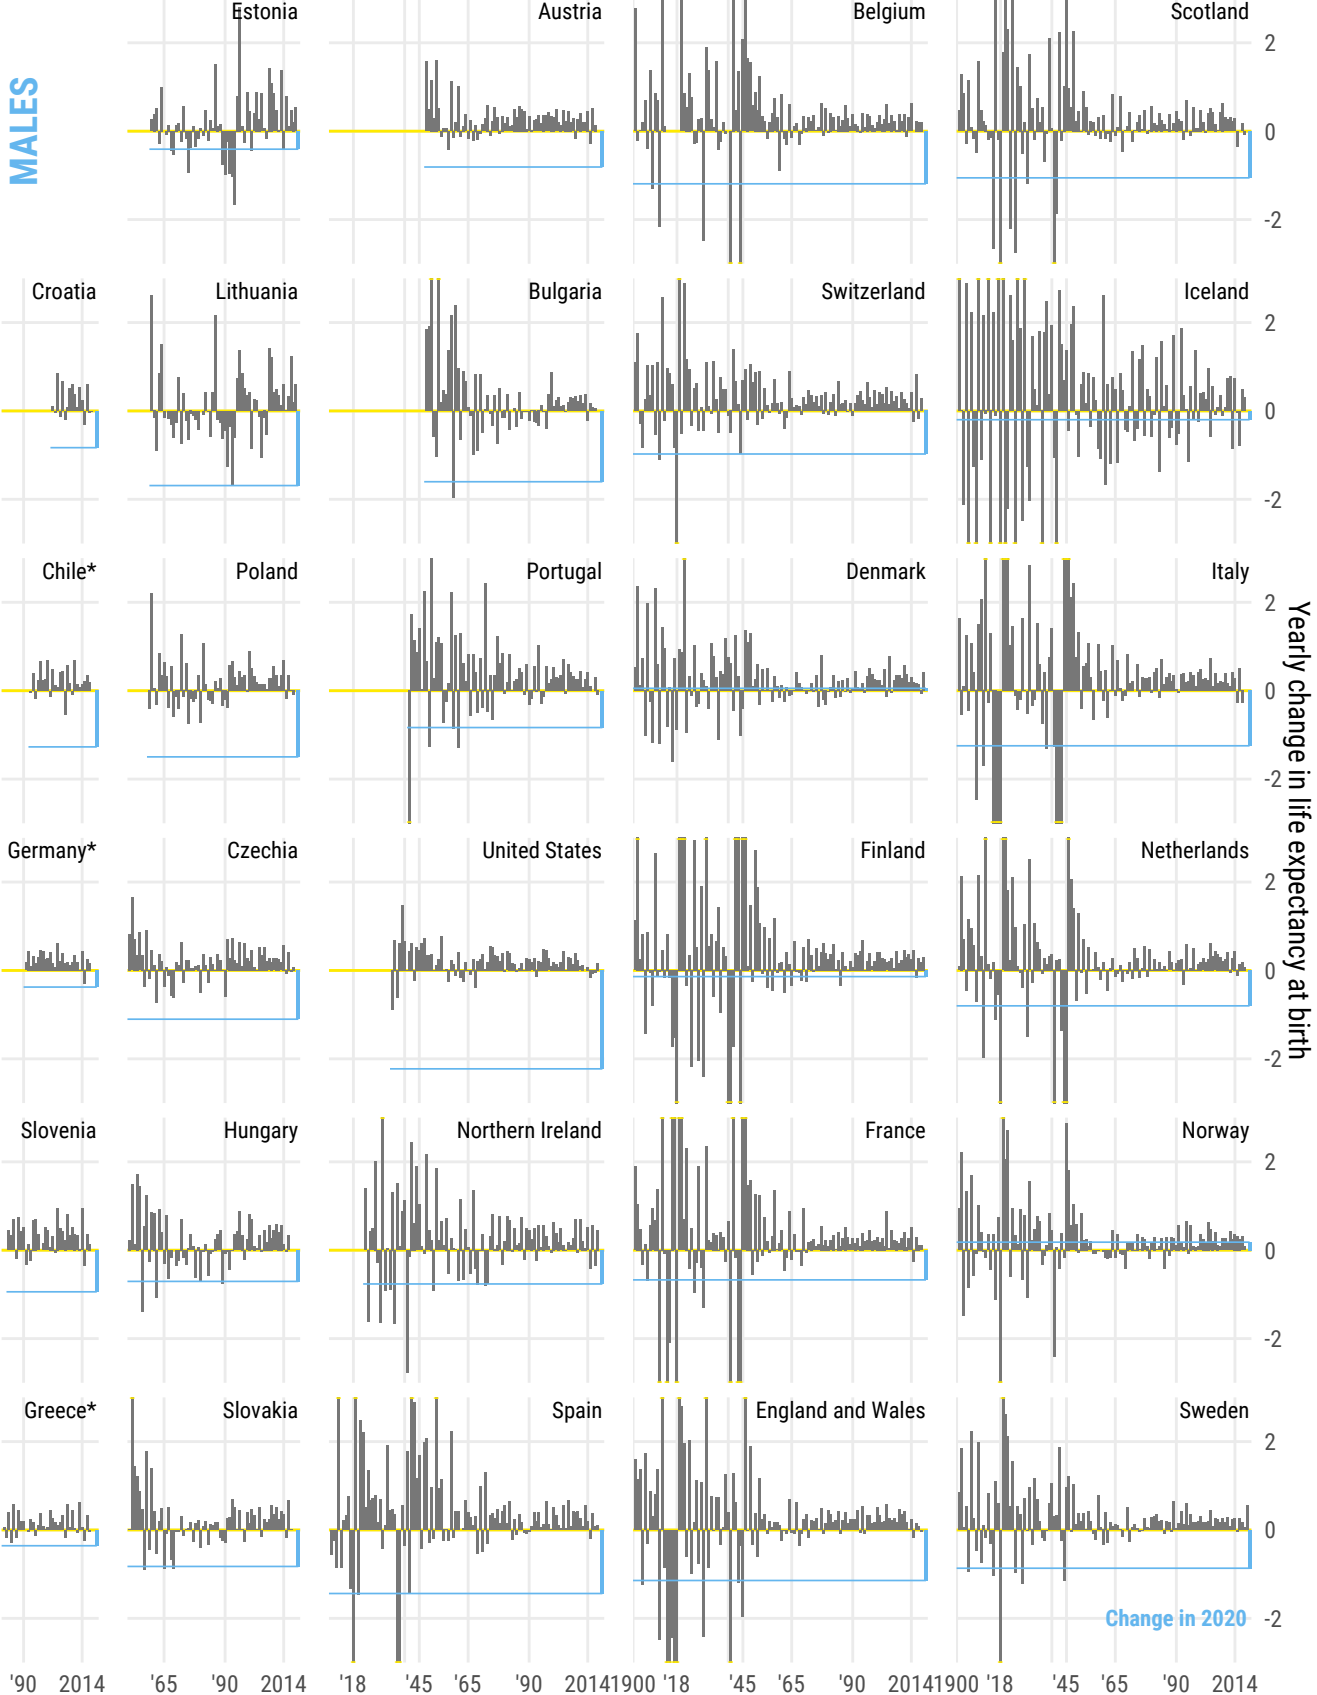 MALES
Estonia
Austria
Belgium
Scotland
2
0
-2
Croatia
Lithuania
Bulgaria
Switzerland
Iceland
2
0
-2
Chile*
Poland
Portugal
Denmark
Italy
2
0
-2
Yearly change in life expectancy at birth
Germany*
Czechia
United States
Finland
Netherlands
2
0
-2
Slovenia
Hungary
Northern Ireland
France
Norway
2
0
-2
Greece*
Slovakia
Spain
England and Wales
Sweden
2
0
-2
Change in 2020
'90 2014
'65 '90 2014
'18 '45 '65 '90 2014
1900 '18 '45 '65 '90 2014
1900 '18 '45 '65 '90 2014